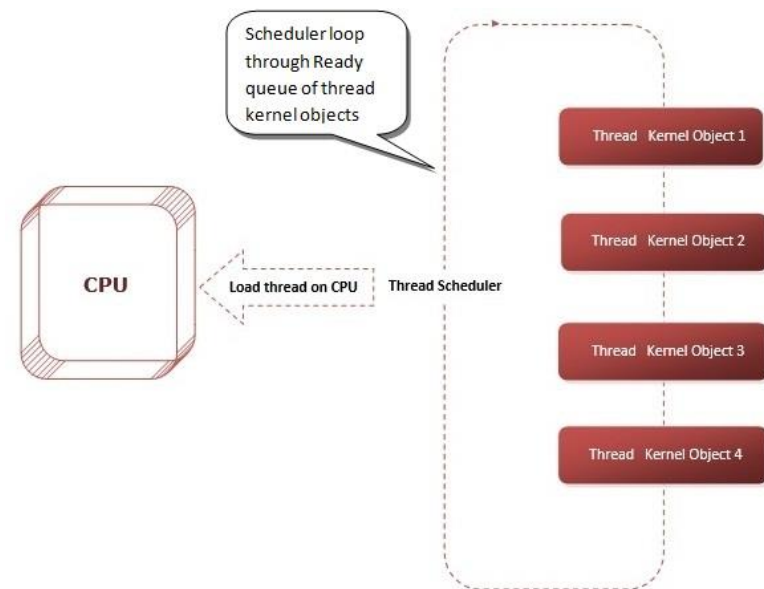 Scheduler loop
through Ready
queue of thread
kernel objects
Thread Kernel Object 1
Thread Kernel Object 2
CPU
Load thread on CPU
Thread Scheduler
Thread Kernel Object 3
Thread Kernel Object 4